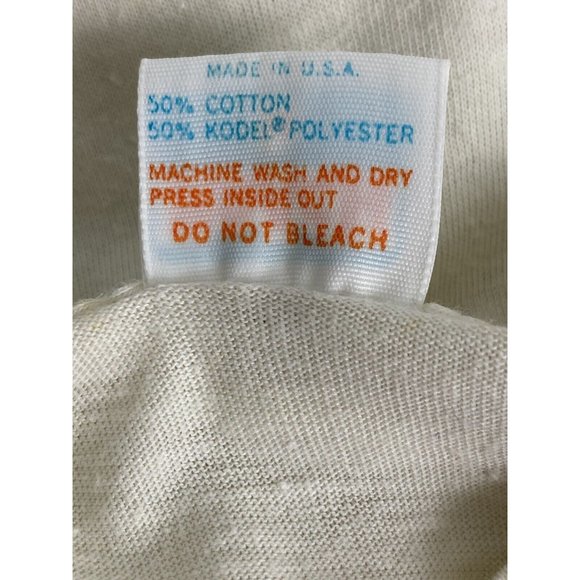 MADE IN U.S.A.
50% COTTON
50% KODEL® POLYESTER
MACHINE WASH AND DRY
PRESS INSIDE OUT
DO NOT BLEACH